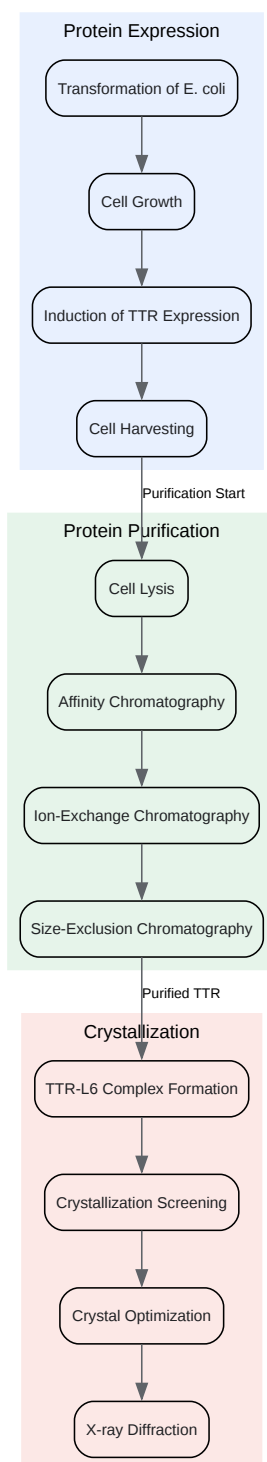 Protein Expression
Transformation of E. coli
Cell Growth
Induction of TTR Expression
Cell Harvesting
Purification Start
Protein Purification
Cell Lysis
Affinity Chromatography
Ion-Exchange Chromatography
Size-Exclusion Chromatography
Purified TTR
Crystallization
TTR-L6 Complex Formation
Crystallization Screening
Crystal Optimization
X-ray Diffraction